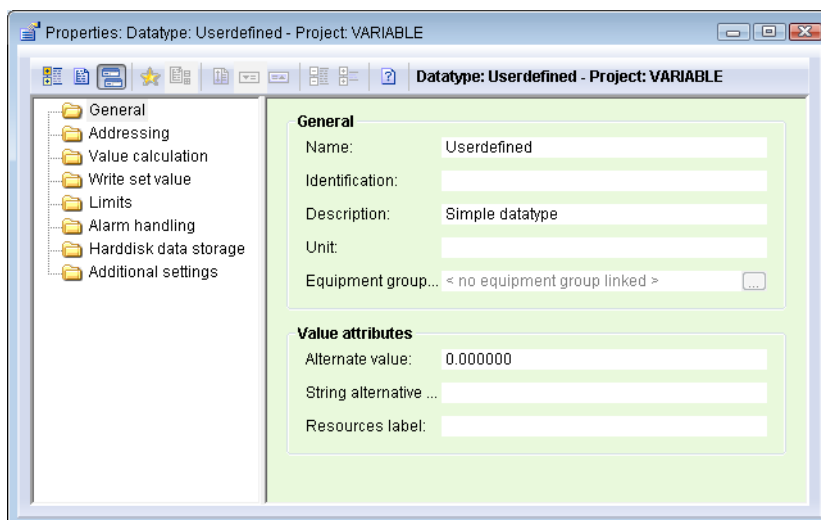 Properties: Datatype: Userdefined - Project: VARIABLE
Datatype: Userdefined - Project: VARIABLE
General
Addressing
Value calculation
Write set value
Limits
Alarm handling
Harddisk data storage
Additional settings
General
Name: Userdefined
Identification:
Description: Simple datatype
Unit:
Equipment group... < no equipment group linked > ...
Value attributes
Alternate value: 0.000000
String alternative ...
Resources label: